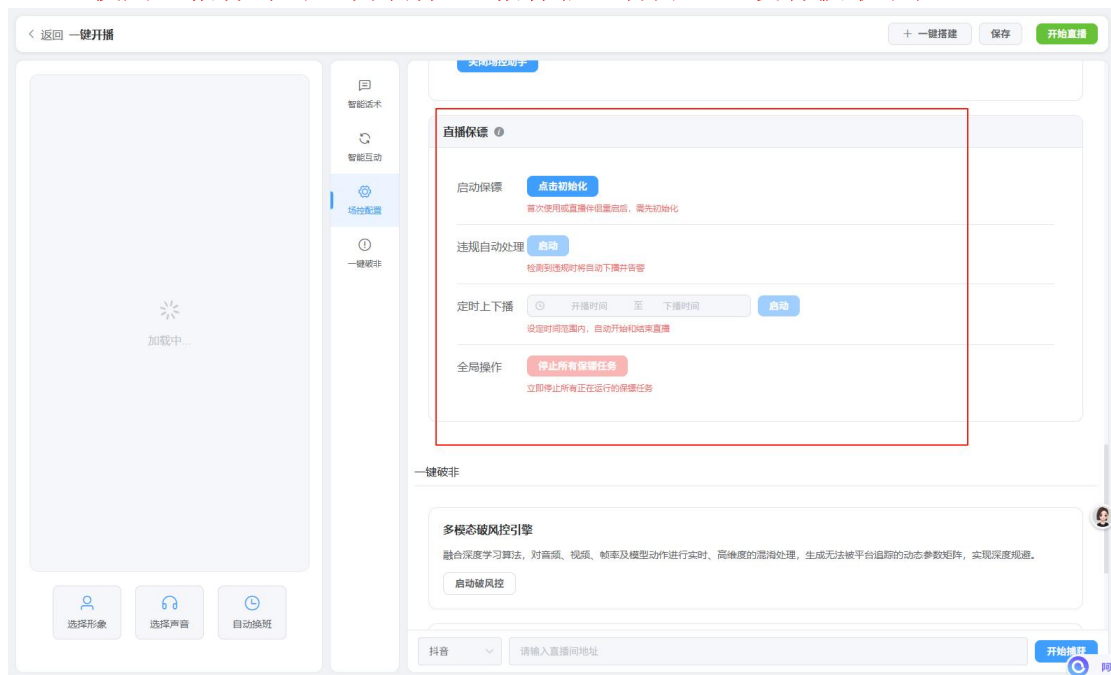 返回 一键开播
+ 一键搭建
保存
开始直播
智能话术
智能互动
场控配置
一键破非
关闭场控助手
直播保镖
启动保镖
点击初始化
首次使用或直播伴侣重启后，需先初始化
违规自动处理
启动
检测到违规时将自动下播并告警
定时上下播
开播时间 至 下播时间
启动
设定时间范围内，自动开始和结束直播
全局操作
停止所有保镖任务
立即停止所有正在运行的保镖任务
加载中...
选择形象
选择声音
自动换班
一键破非
多模态破风控引擎
融合深度学习算法，对音频、视频、帧率及模型动作进行实时、高维度的混淆处理，生成无法被平台追踪的动态参数矩阵，实现深度规避。
启动破风控
抖音
请输入直播间地址
开始捕获